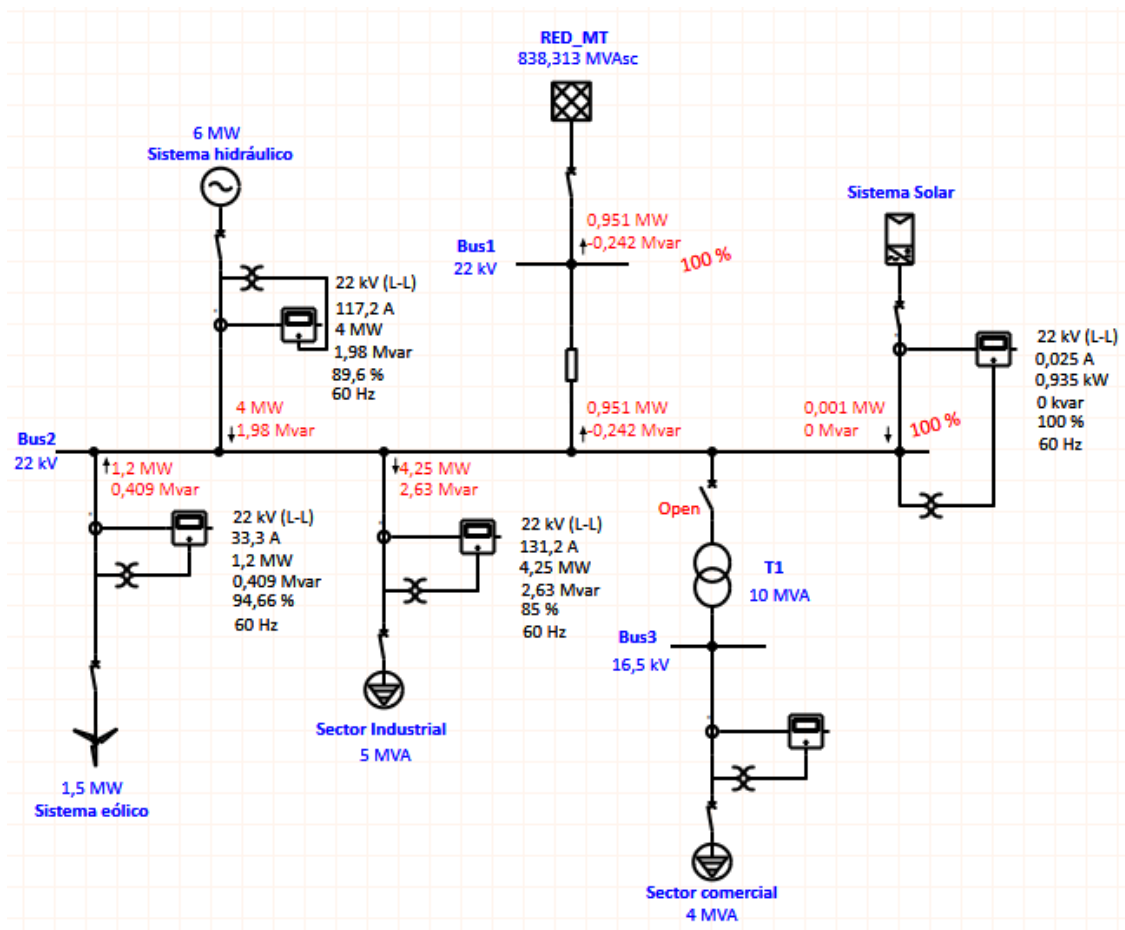 RED_MT
838,313 MVAsc
6 MW
Sistema hidráulico
Sistema Solar
0,951 MW
-0,242 Mvar
100 %
Bus1
22 kV
22 kV (L-L)
117,2 A
4 MW
1,98 Mvar
89,6 %
60 Hz
22 kV (L-L)
0,025 A
0,935 kW
0 kvar
100 %
60 Hz
4 MW
1,98 Mvar
0,951 MW
-0,242 Mvar
0,001 MW
0 Mvar
100 %
Bus2
22 kV
1,2 MW
0,409 Mvar
4,25 MW
2,63 Mvar
Open
22 kV (L-L)
33,3 A
1,2 MW
0,409 Mvar
94,66 %
60 Hz
22 kV (L-L)
131,2 A
4,25 MW
2,63 Mvar
85 %
60 Hz
T1
10 MVA
Bus3
16,5 kV
Sector Industrial
5 MVA
1,5 MW
Sistema eólico
Sector comercial
4 MVA